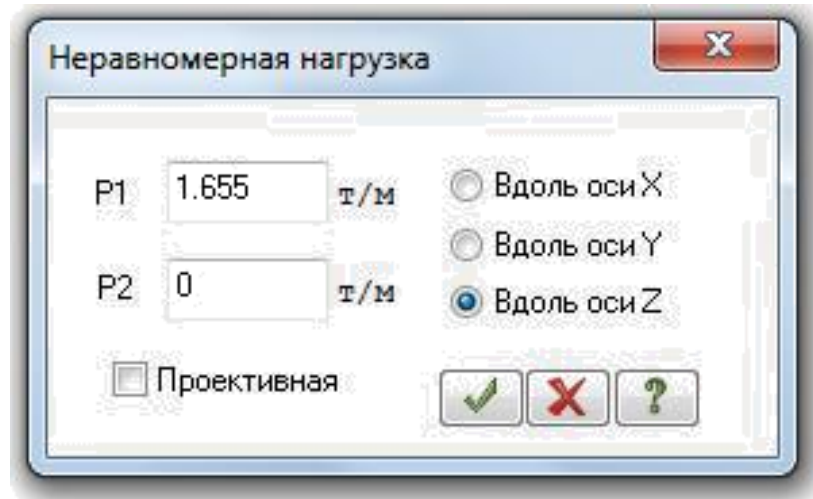 Неравномерная нагрузка
P1 1.655 т/м
Вдоль оси X
Вдоль оси Y
P2 0 т/м
Вдоль оси Z
Проективная
?